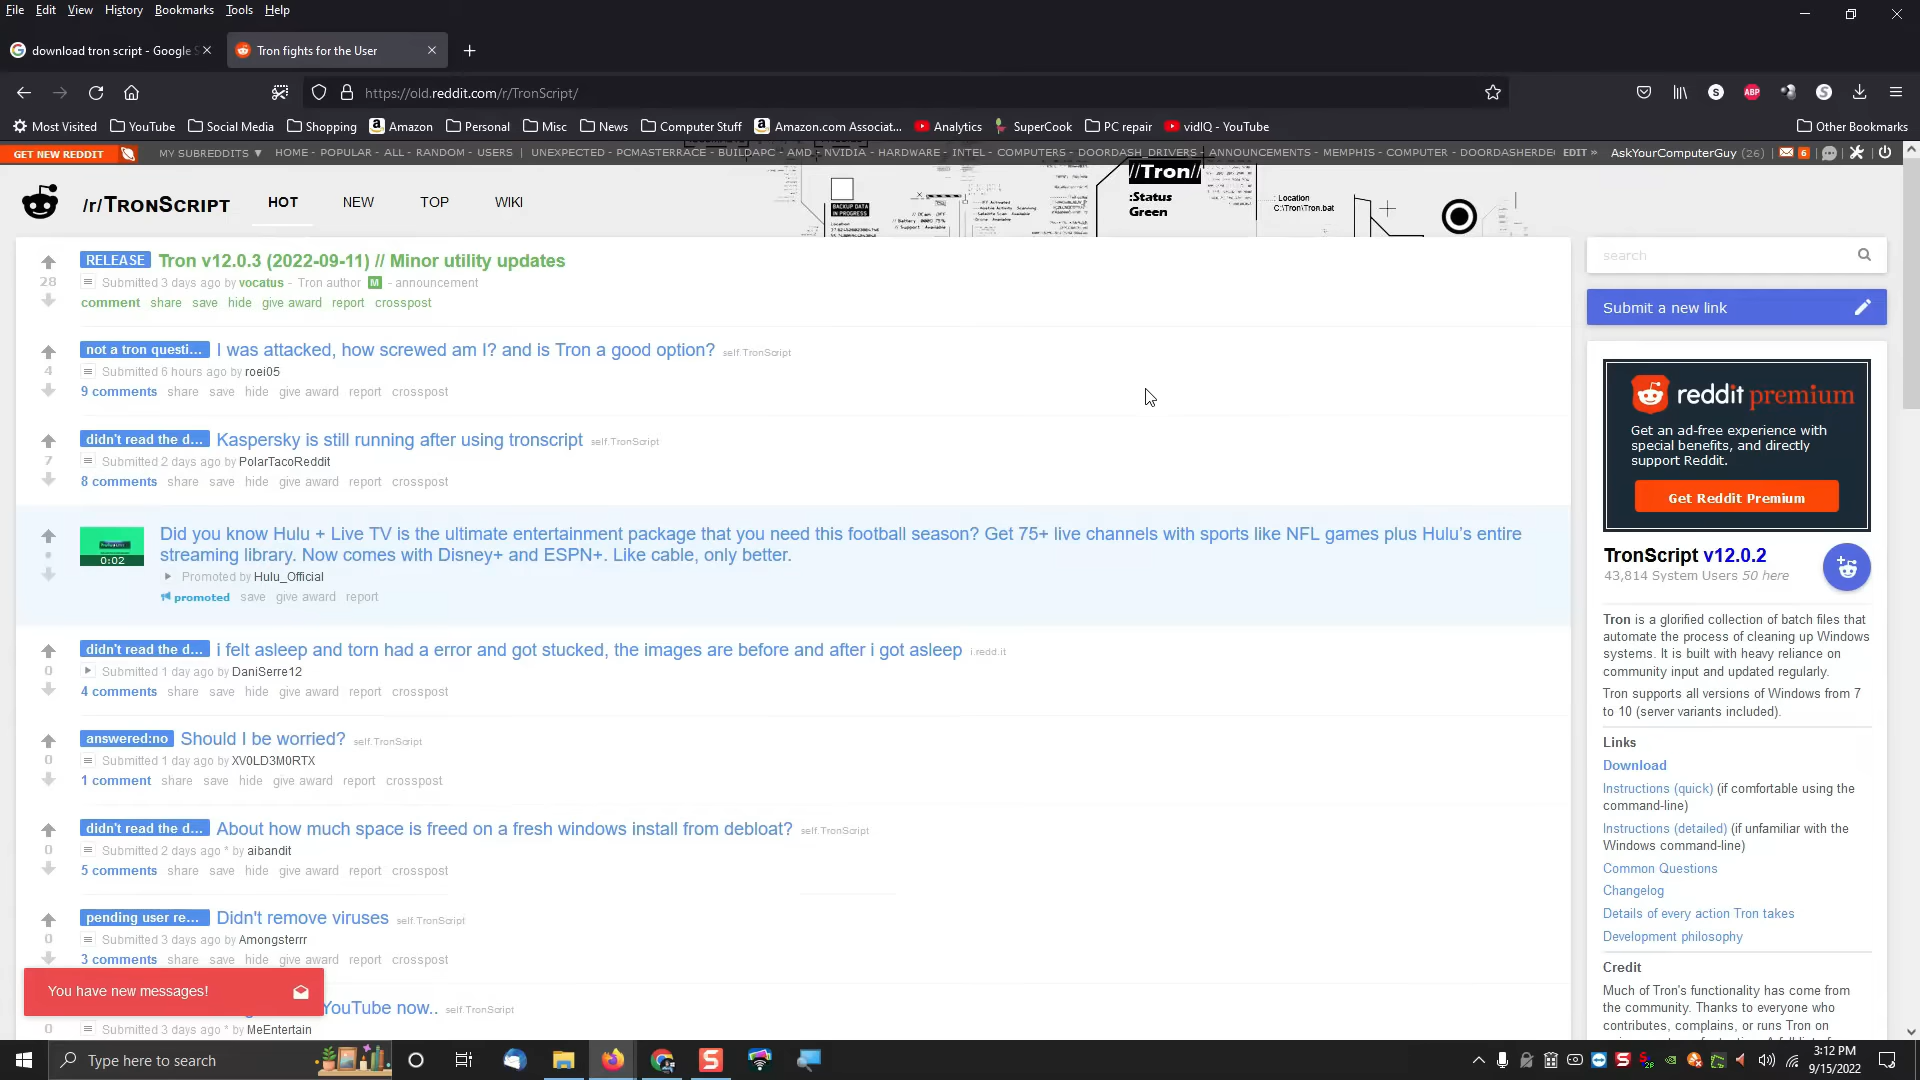 File Edit View History Bookmarks Tools Help
download tron script - Google S
Tron fights for the User
https://old.reddit.com/r/TronScript/
Most Visited YouTube Social Media Shopping Amazon Personal Misc News Computer Stuff Amazon.com Associat... Analytics SuperCook PC repair vidIQ - YouTube Other Bookmarks
GET NEW REDDIT MY SUBREDDITS ▼ HOME - POPULAR - ALL - RANDOM - USERS | UNEXPECTED - PCMASTERRACE - BUILDAPC - AMD - NVIDIA - HARDWARE - INTEL - COMPUTERS - DOORDASH_DRIVERS - ANNOUNCEMENTS - MEMPHIS - COMPUTER - DOORDASHERDE EDIT » AskYourComputerGuy (26) | 6
/r/TRONSCRIPT HOT NEW TOP WIKI
BACKUP DATA IN PROGRESS
//Tron//
:Status
Green
: Location
C:\Tron\Tron.bat
RELEASE Tron v12.0.3 (2022-09-11) // Minor utility updates
28 Submitted 3 days ago by vocatus - Tron author M - announcement
comment share save hide give award report crosspost
not a tron questi... I was attacked, how screwed am I? and is Tron a good option? self.TronScript
4 Submitted 6 hours ago by roei05
9 comments share save hide give award report crosspost
didn't read the d... Kaspersky is still running after using tronscript self.TronScript
7 Submitted 2 days ago by PolarTacoReddit
8 comments share save hide give award report crosspost
Did you know Hulu + Live TV is the ultimate entertainment package that you need this football season? Get 75+ live channels with sports like NFL games plus Hulu's entire
streaming library. Now comes with Disney+ and ESPN+. Like cable, only better.
0:02
Promoted by Hulu_Official
promoted save give award report
didn't read the d... i felt asleep and torn had a error and got stucked, the images are before and after i got asleep i.redd.it
0 Submitted 1 day ago by DaniSerre12
4 comments share save hide give award report crosspost
answered:no Should I be worried? self.TronScript
0 Submitted 1 day ago by XV0LD3M0RTX
1 comment share save hide give award report crosspost
didn't read the d... About how much space is freed on a fresh windows install from debloat? self.TronScript
0 Submitted 2 days ago * by aibandit
5 comments share save hide give award report crosspost
pending user re... Didn't remove viruses self.TronScript
0 Submitted 3 days ago by Amongsterrr
3 comments share save hide give award report crosspost
You have new messages!
YouTube now.. self.TronScript
0 Submitted 3 days ago * by MeEntertain
search
Submit a new link
reddit premium
Get an ad-free experience with
special benefits, and directly
support Reddit.
Get Reddit Premium
TronScript v12.0.2
43,814 System Users 50 here
Tron is a glorified collection of batch files that
automate the process of cleaning up Windows
systems. It is built with heavy reliance on
community input and updated regularly.
Tron supports all versions of Windows from 7
to 10 (server variants included).
Links
Download
Instructions (quick) (if comfortable using the
command-line)
Instructions (detailed) (if unfamiliar with the
Windows command-line)
Common Questions
Changelog
Details of every action Tron takes
Development philosophy
Credit
Much of Tron's functionality has come from
the community. Thanks to everyone who
contributes, complains, or runs Tron on
Type here to search
3:12 PM
9/15/2022